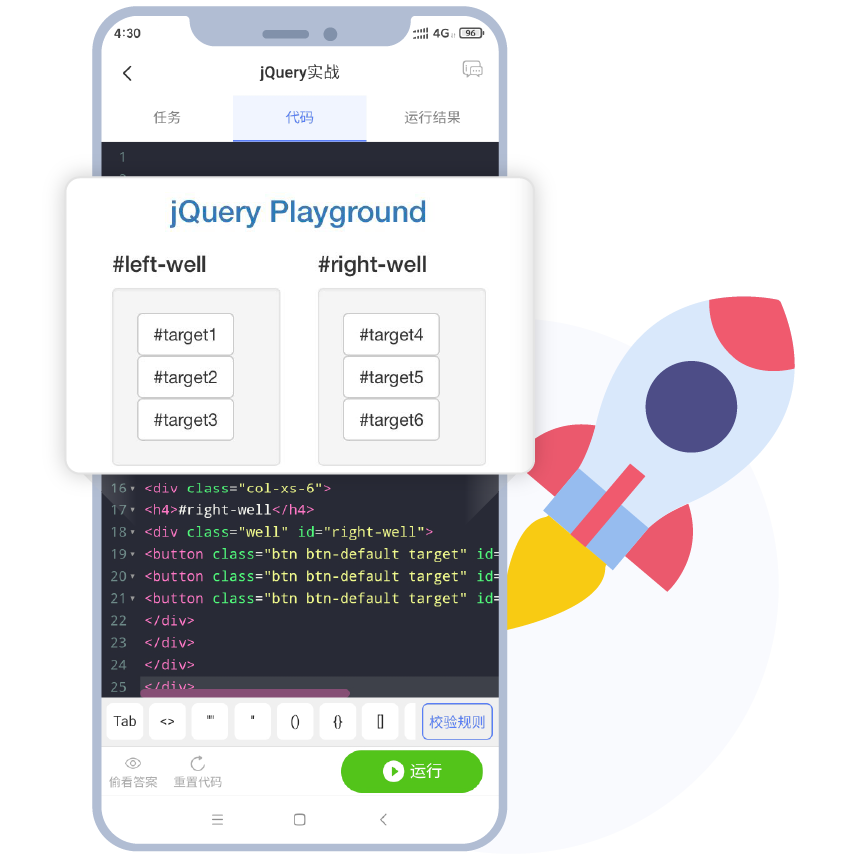 4:30
4G 96
jQuery实战
任务 代码 运行结果
1
jQuery Playground
#left-well #right-well
#target1 #target4
#target2 #target5
#target3 #target6
16 <div class="col-xs-6">
17 <h4>#right-well</h4>
18 <div class="well" id="right-well">
19 <button class="btn btn-default target" id=
20 <button class="btn btn-default target" id=
21 <button class="btn btn-default target" id=
22 </div>
23 </div>
24 </div>
25 </div>
Tab <> "" " () {} [] 校验规则
偷看答案 重置代码 运行